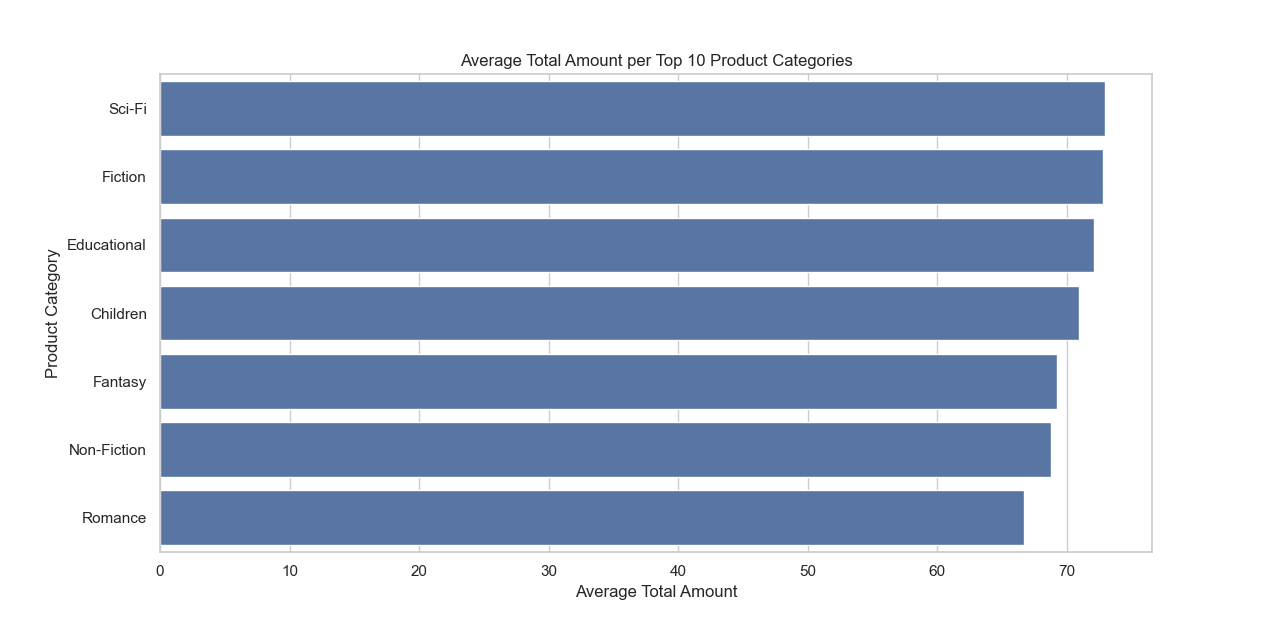 Average Total Amount per Top 10 Product Categories
Product Category
Sci-Fi
Fiction
Educational
Children
Fantasy
Non-Fiction
Romance
0 10 20 30 40 50 60 70
Average Total Amount